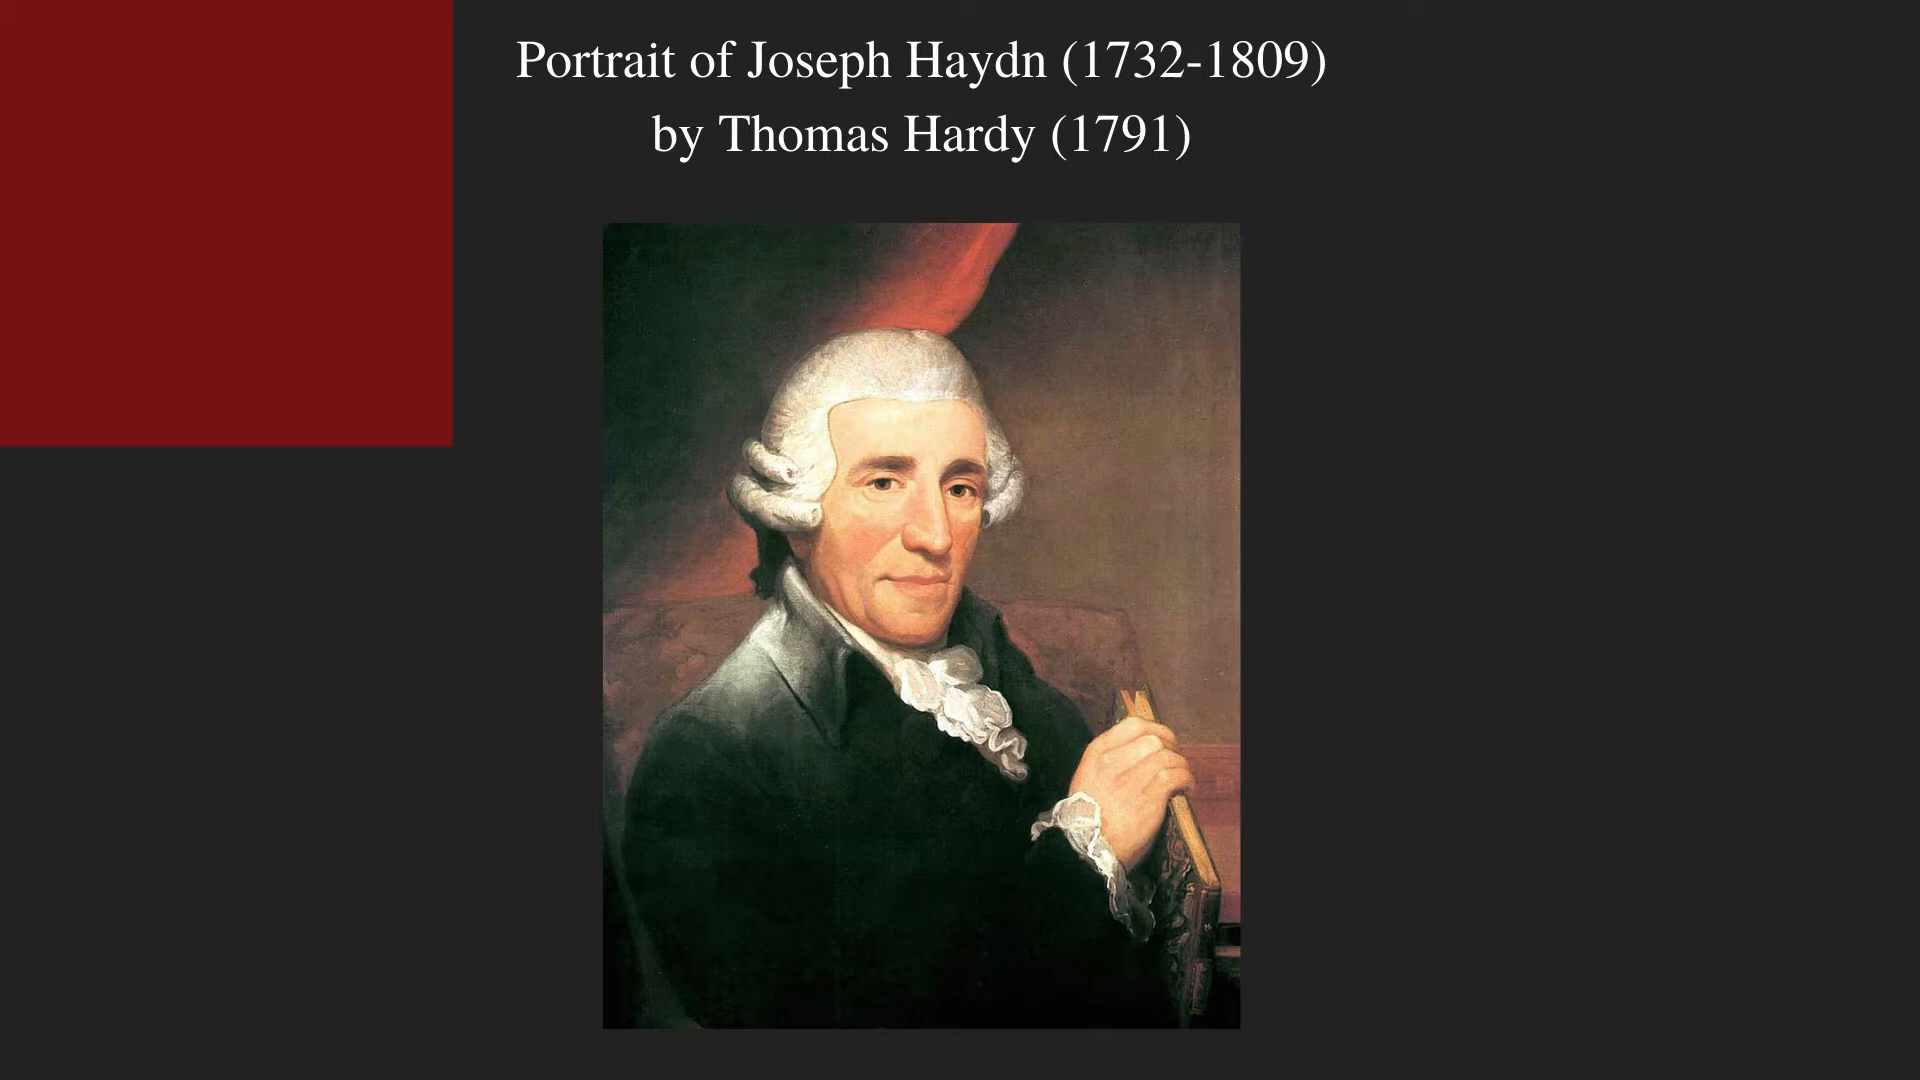 Portrait of Joseph Haydn (1732-1809)
by Thomas Hardy (1791)